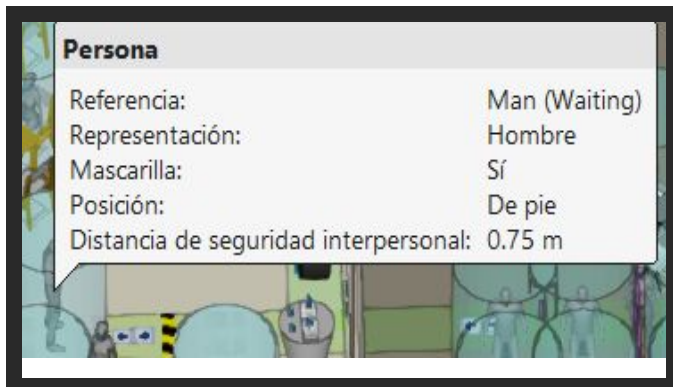 Persona
Referencia: Man (Waiting)
Representación: Hombre
Mascarilla: Sí
Posición: De pie
Distancia de seguridad interpersonal: 0.75 m